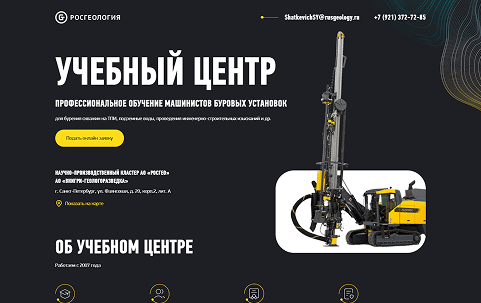 РОСГЕОЛОГИЯ
ShatkevichSY@rusgeology.ru
+7 (921) 372-72-85
УЧЕБНЫЙ ЦЕНТР
ПРОФЕССИОНАЛЬНОЕ ОБУЧЕНИЕ МАШИНИСТОВ БУРОВЫХ УСТАНОВОК
для бурения скважин на ТПИ, подземные воды, проведения инженерно-строительных изысканий и др.
Подать онлайн заявку
НАУЧНО-ПРОИЗВОДСТВЕННЫЙ КЛАСТЕР АО «РОСГЕО»
АО «ВНИГРИ-ГЕОЛОГОРАЗВЕДКА»
г. Санкт-Петербург, ул. Фаянсовая, д. 20, корп.2, лит. А
Показать на карте
ОБ УЧЕБНОМ ЦЕНТРЕ
Работаем с 2007 года